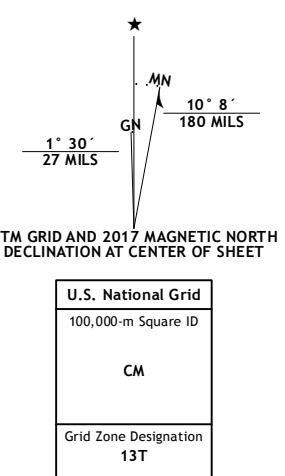 ★
MN
GN
10° 8´
180 MILS
1° 30´
27 MILS
TM GRID AND 2017 MAGNETIC NORTH
DECLINATION AT CENTER OF SHEET
U.S. National Grid
100,000-m Square ID
CM
Grid Zone Designation
13T